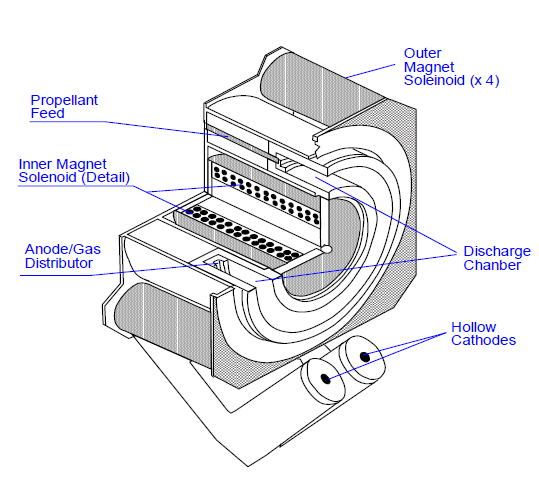 Outer
Magnet
Soleinoid (x 4)
Propellant
Feed
Inner Magnet
Solenoid (Detail)
Anode/Gas
Distributor
Discharge
Chanber
Hollow
Cathodes